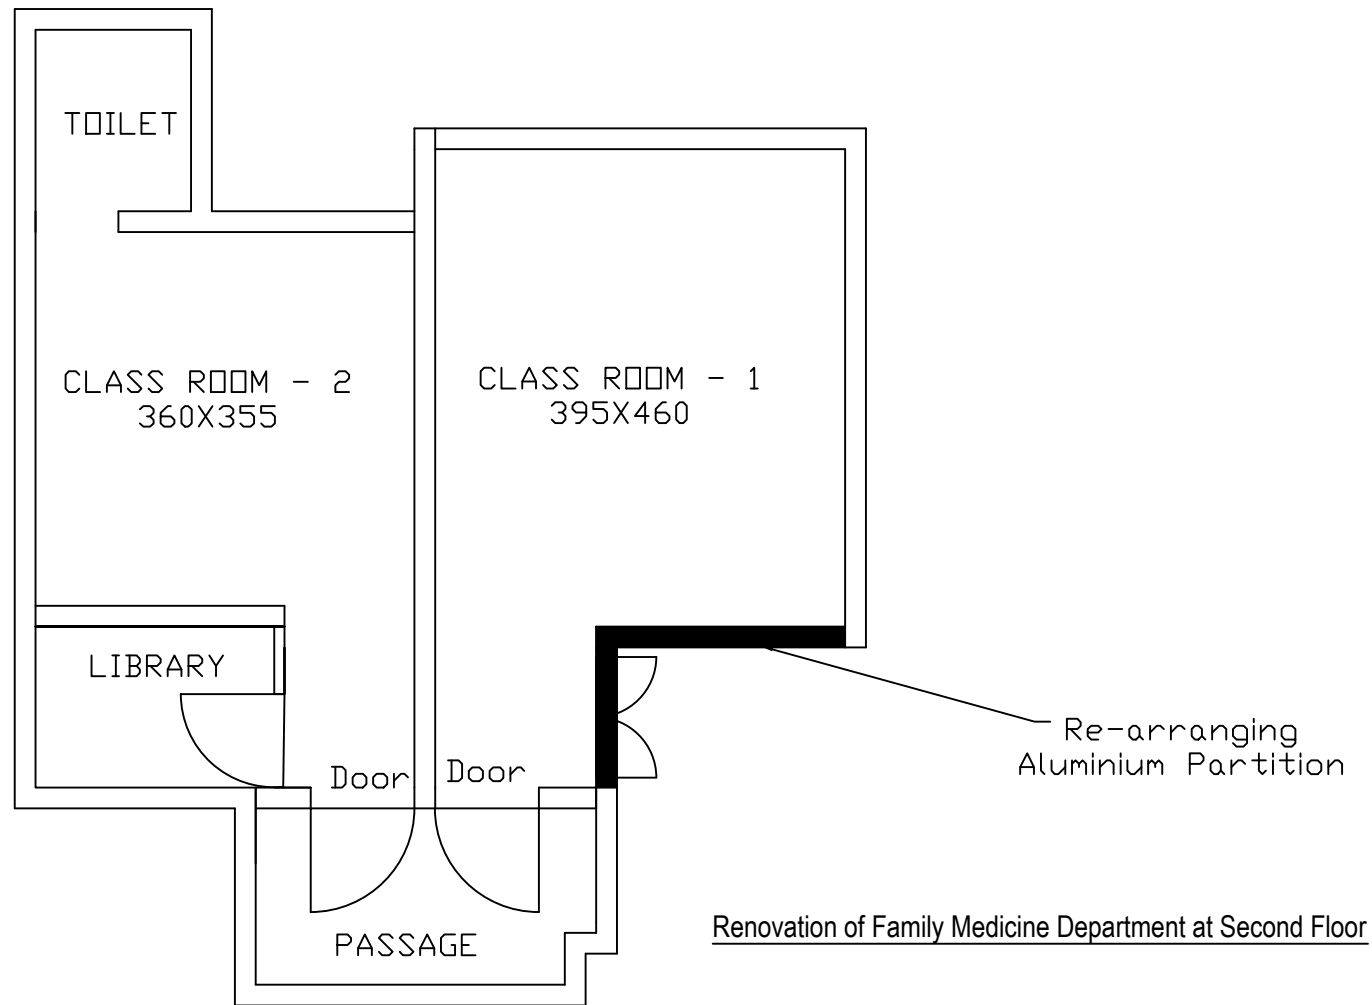 TOILET
CLASS ROOM - 2
360X355
CLASS ROOM - 1
395X460
LIBRARY
Door
Door
Re-arranging
Aluminium Partition
PASSAGE
Renovation of Family Medicine Department at Second Floor